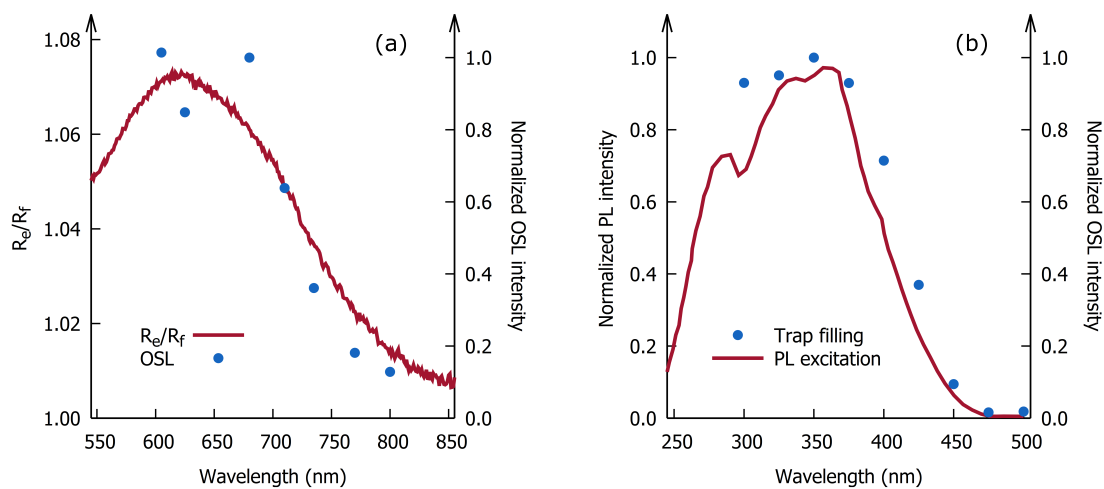 (a)
1.08
1.06
1.04
1.02
1.00
R_e/R_f
1.0
0.8
0.6
0.4
0.2
0.0
Normalized OSL intensity
R_e/R_f
OSL
550 600 650 700 750 800 850
Wavelength (nm)
(b)
1.0
0.8
0.6
0.4
0.2
0.0
Normalized PL intensity
1.0
0.8
0.6
0.4
0.2
0.0
Normalized OSL intensity
Trap filling
PL excitation
250 300 350 400 450 500
Wavelength (nm)